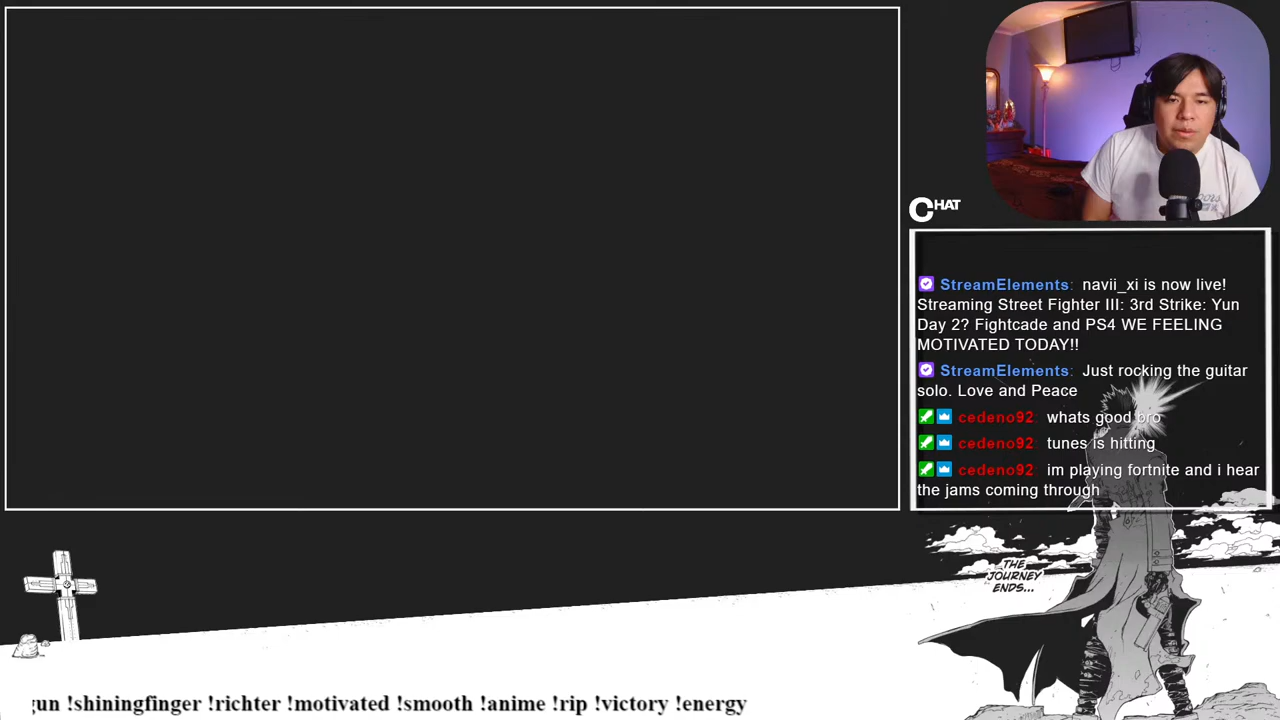 CHAT
StreamElements: navii_xi is now live!
Streaming Street Fighter III: 3rd Strike: Yun
Day 2? Fightcade and PS4 WE FEELING
MOTIVATED TODAY!!
StreamElements: Just rocking the guitar
solo. Love and Peace
cedeno92: whats good bro
cedeno92: tunes is hitting
cedeno92: im playing fortnite and i hear
the jams coming through
THE
JOURNEY
ENDS...
!shiningfinger !richter !motivated !smooth !anime !rip !victory !energy